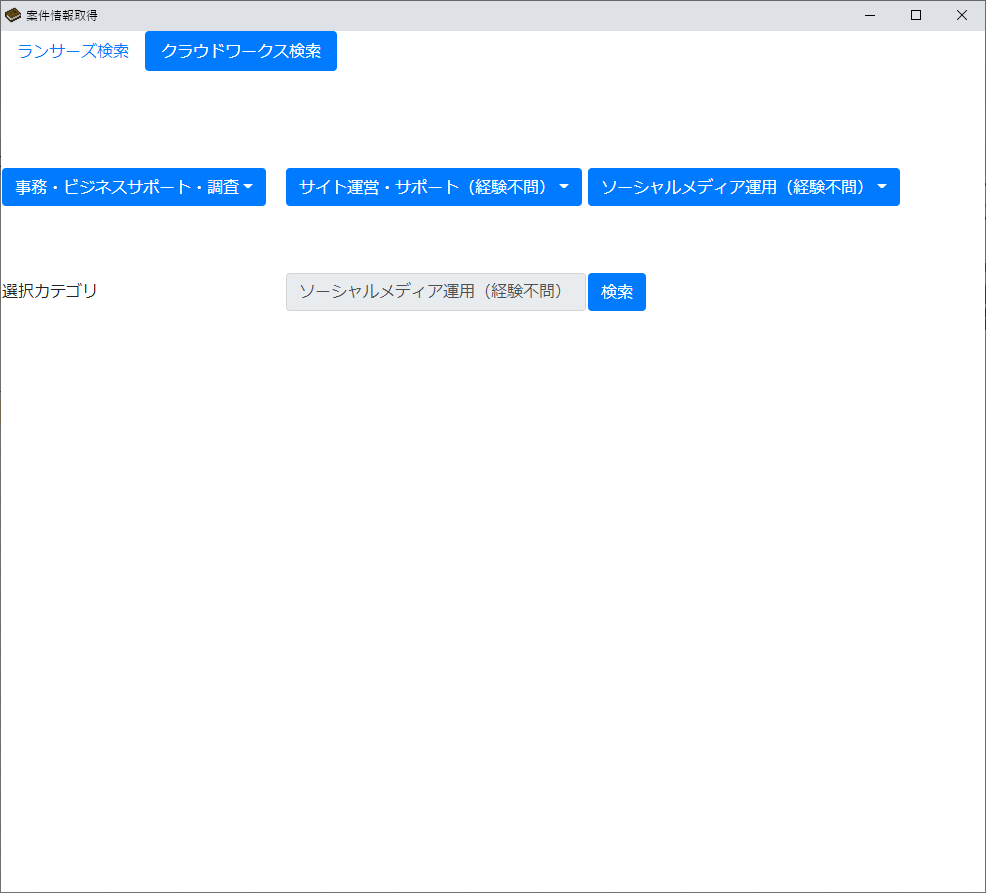 案件情報取得
ランサーズ検索 クラウドワークス検索
事務・ビジネスサポート・調査 サイト運営・サポート（経験不問） ソーシャルメディア運用（経験不問）
選択カテゴリ ソーシャルメディア運用（経験不問） 検索